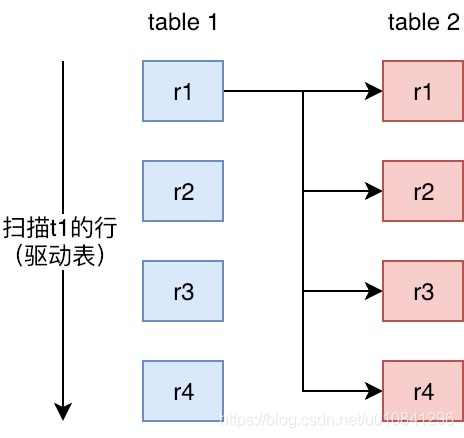 table 1
table 2
r1
r1
r2
r2
扫描t1的行
（驱动表）
r3
r3
r4
r4
https://blog.csdn.net/u010841296